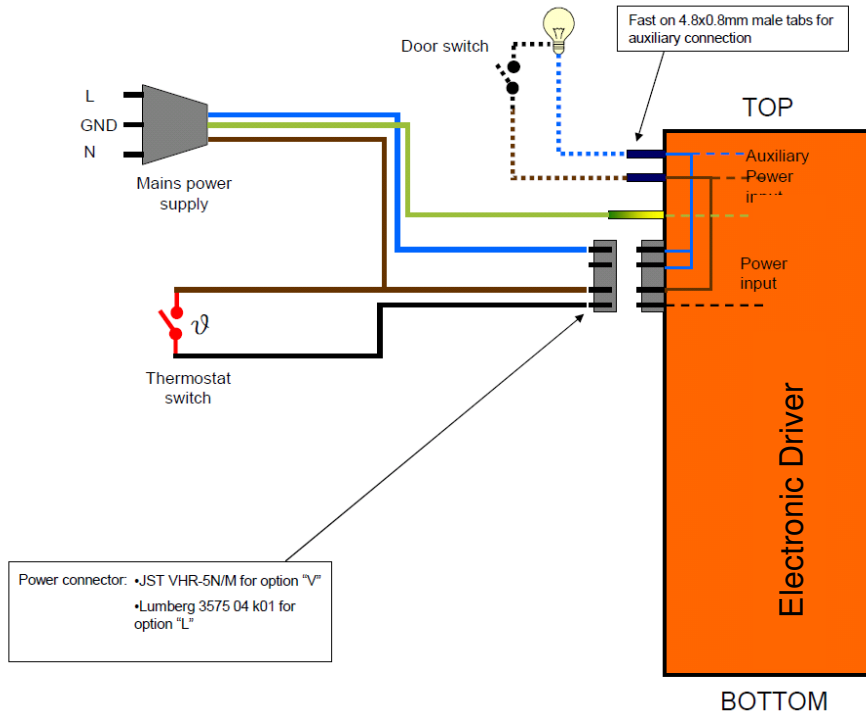 Door switch
Fast on 4.8x0.8mm male tabs for
auxiliary connection
L
GND
N
Mains power
supply
TOP
Auxiliary
Power
Power
input
ϑ
Thermostat
switch
Electronic Driver
Power connector: •JST VHR-5N/M for option “V”
•Lumberg 3575 04 k01 for
option “L”
BOTTOM